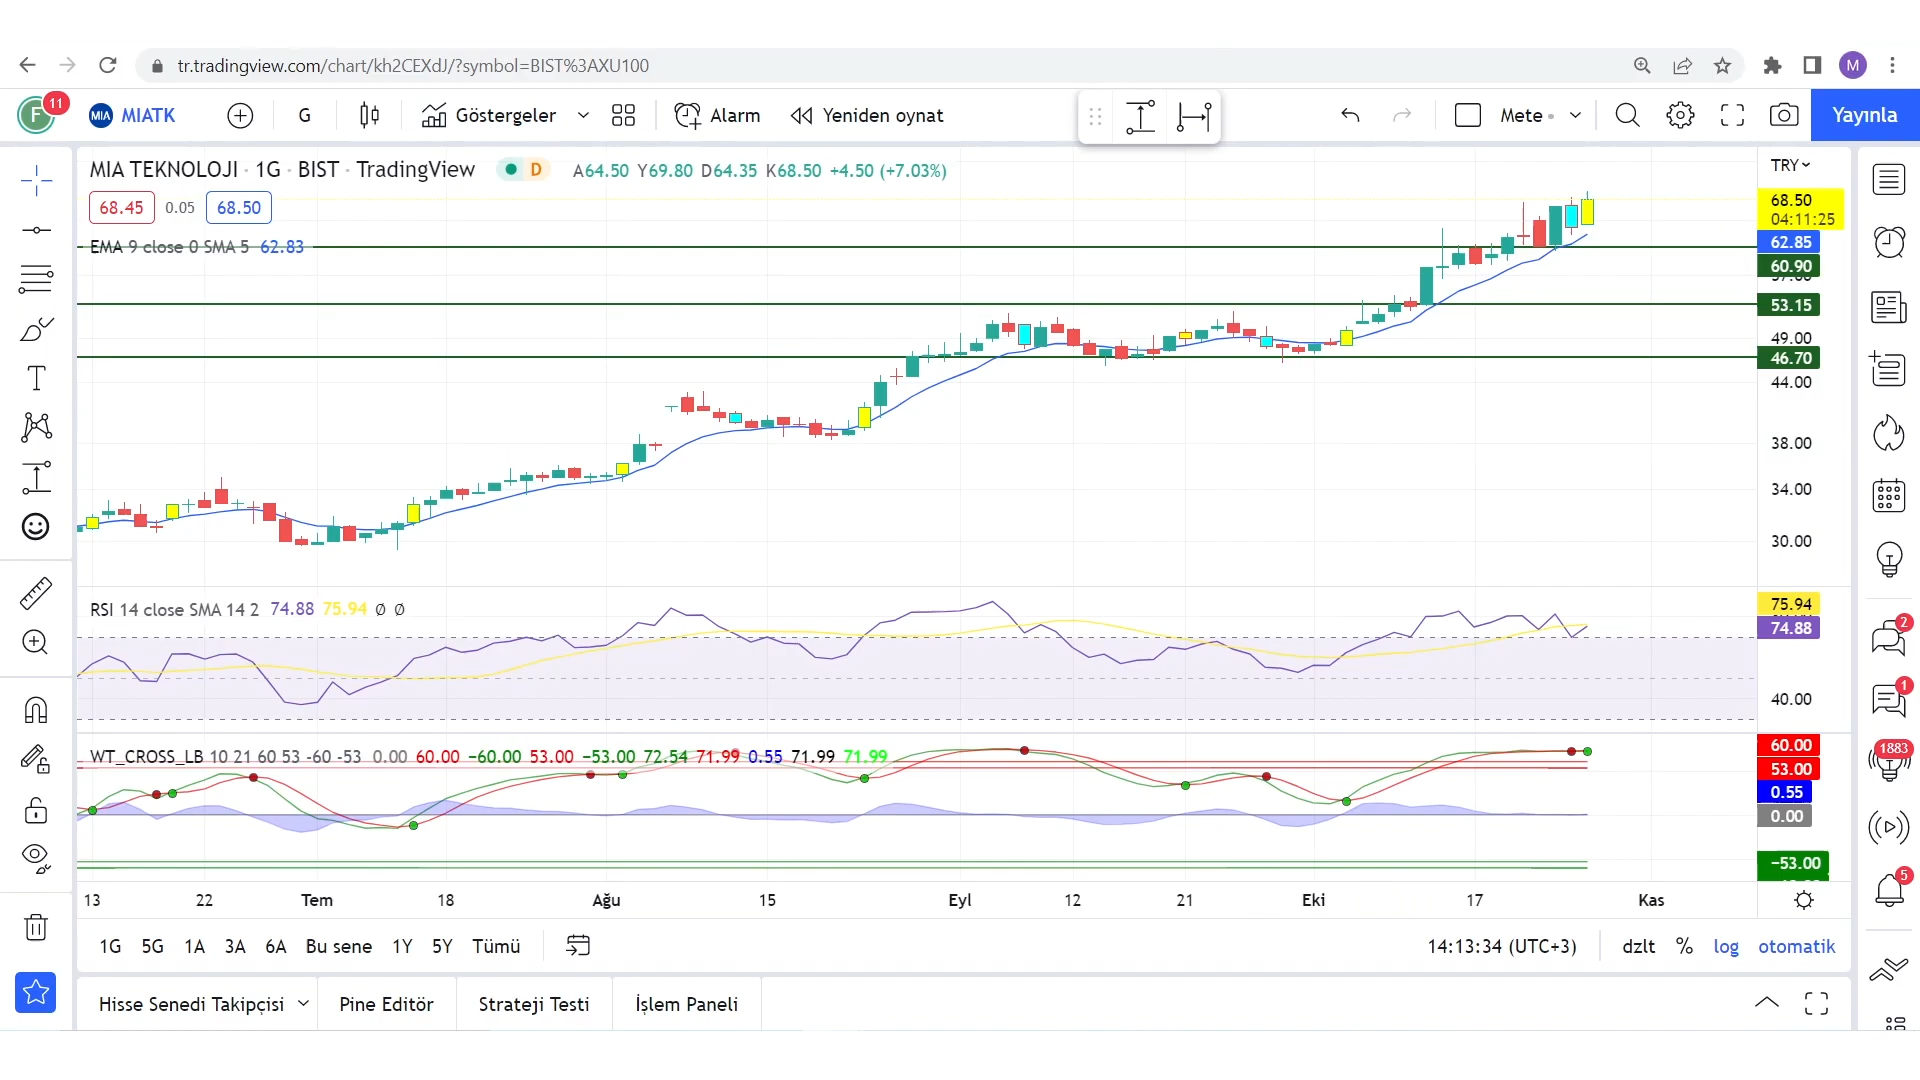 tr.tradingview.com/chart/kh2CEXdJ/?symbol=BIST%3AXU100
M
F 11 MIA MIATK G Göstergeler Alarm Yeniden oynat Mete Yayınla
MIA TEKNOLOJI · 1G · BIST · TradingView D A64.50 Y69.80 D64.35 K68.50 +4.50 (+7.03%)
TRY
68.45 0.05 68.50
68.50
04:11:25
EMA 9 close 0 SMA 5 62.83
62.85
60.90
53.15
49.00
46.70
44.00
38.00
34.00
30.00
RSI 14 close SMA 14 2 74.88 75.94 Ø Ø
75.94
74.88
40.00
WT_CROSS_LB 10 21 60 53 -60 -53 0.00 60.00 −60.00 53.00 −53.00 72.54 71.99 0.55 71.99 71.99
60.00
53.00
0.55
0.00
−53.00
2
1
1883
5
13 22 Tem 18 Ağu 15 Eyl 12 21 Eki 17 Kas
1G 5G 1A 3A 6A Bu sene 1Y 5Y Tümü 14:13:34 (UTC+3) dzlt % log otomatik
Hisse Senedi Takipçisi Pine Editör Strateji Testi İşlem Paneli